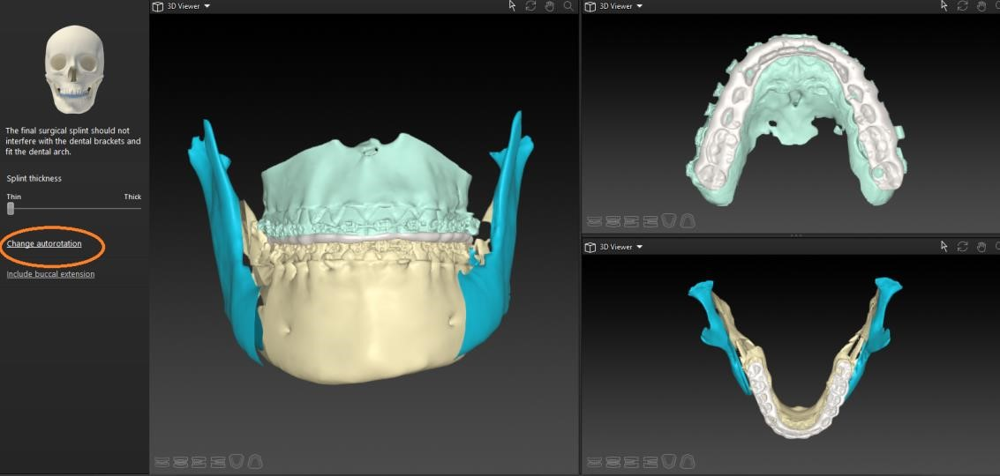 3D Viewer
3D Viewer
The final surgical splint should not
interfere with the dental brackets and
fit the dental arch.
Splint thickness
Thin Thick
Change autorotation
Include buccal extension
3D Viewer